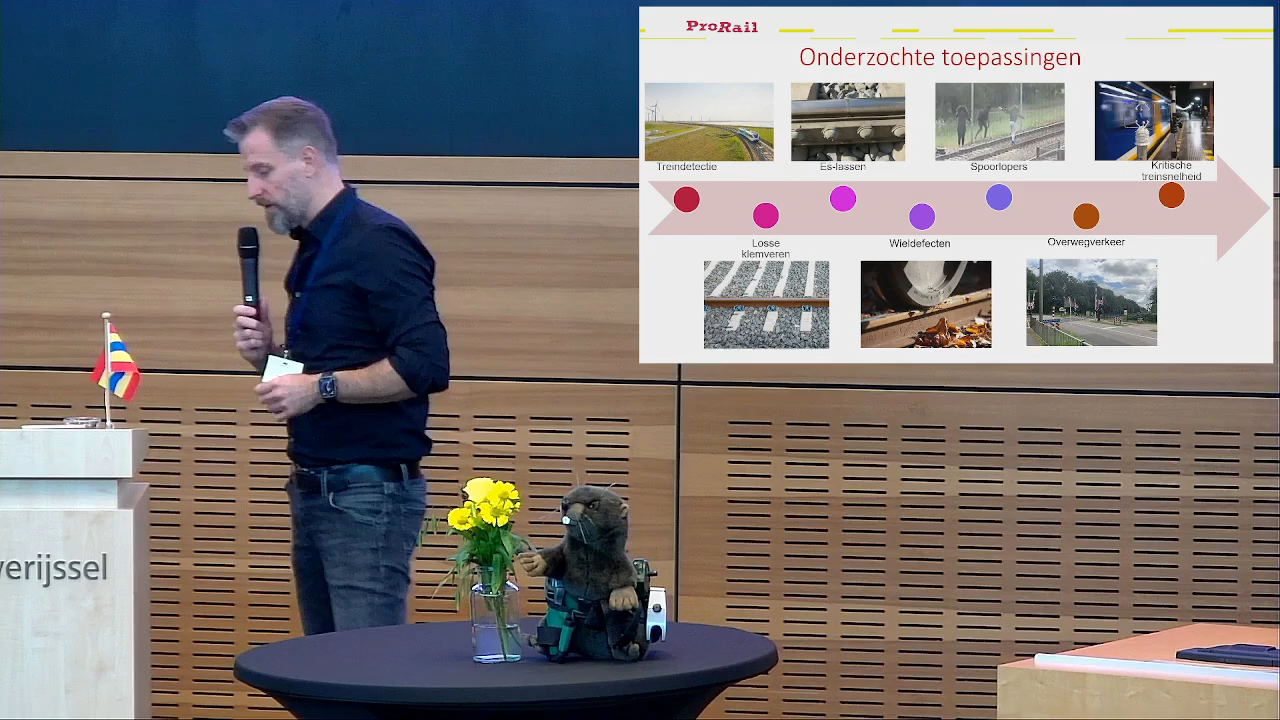 ProRail
Onderzochte toepassingen
Treindetectie
Es-lassen
Spoorlopers
Kritische
treinsnelheid
Losse
klemveren
Wieldefecten
Overwegverkeer
verijssel